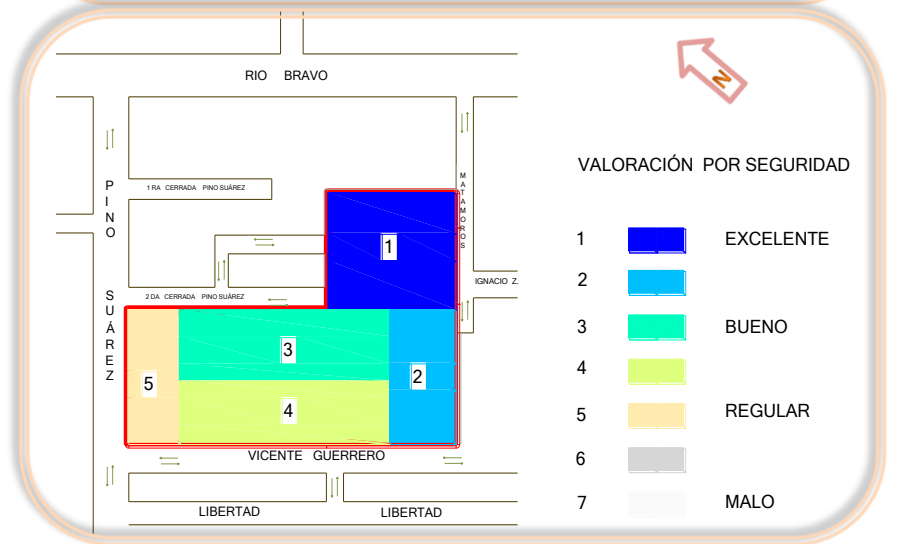 N
RIO BRAVO
VALORACIÓN POR SEGURIDAD
PINO SUÁREZ
1 RA CERRADA PINO SUÁREZ
MATAMOROS
1
1 EXCELENTE
2
IGNACIO Z.
2 DA CERRADA PINO SUÁREZ
3 BUENO
3
2
4
5
4
5 REGULAR
VICENTE GUERRERO
6
LIBERTAD LIBERTAD
7 MALO